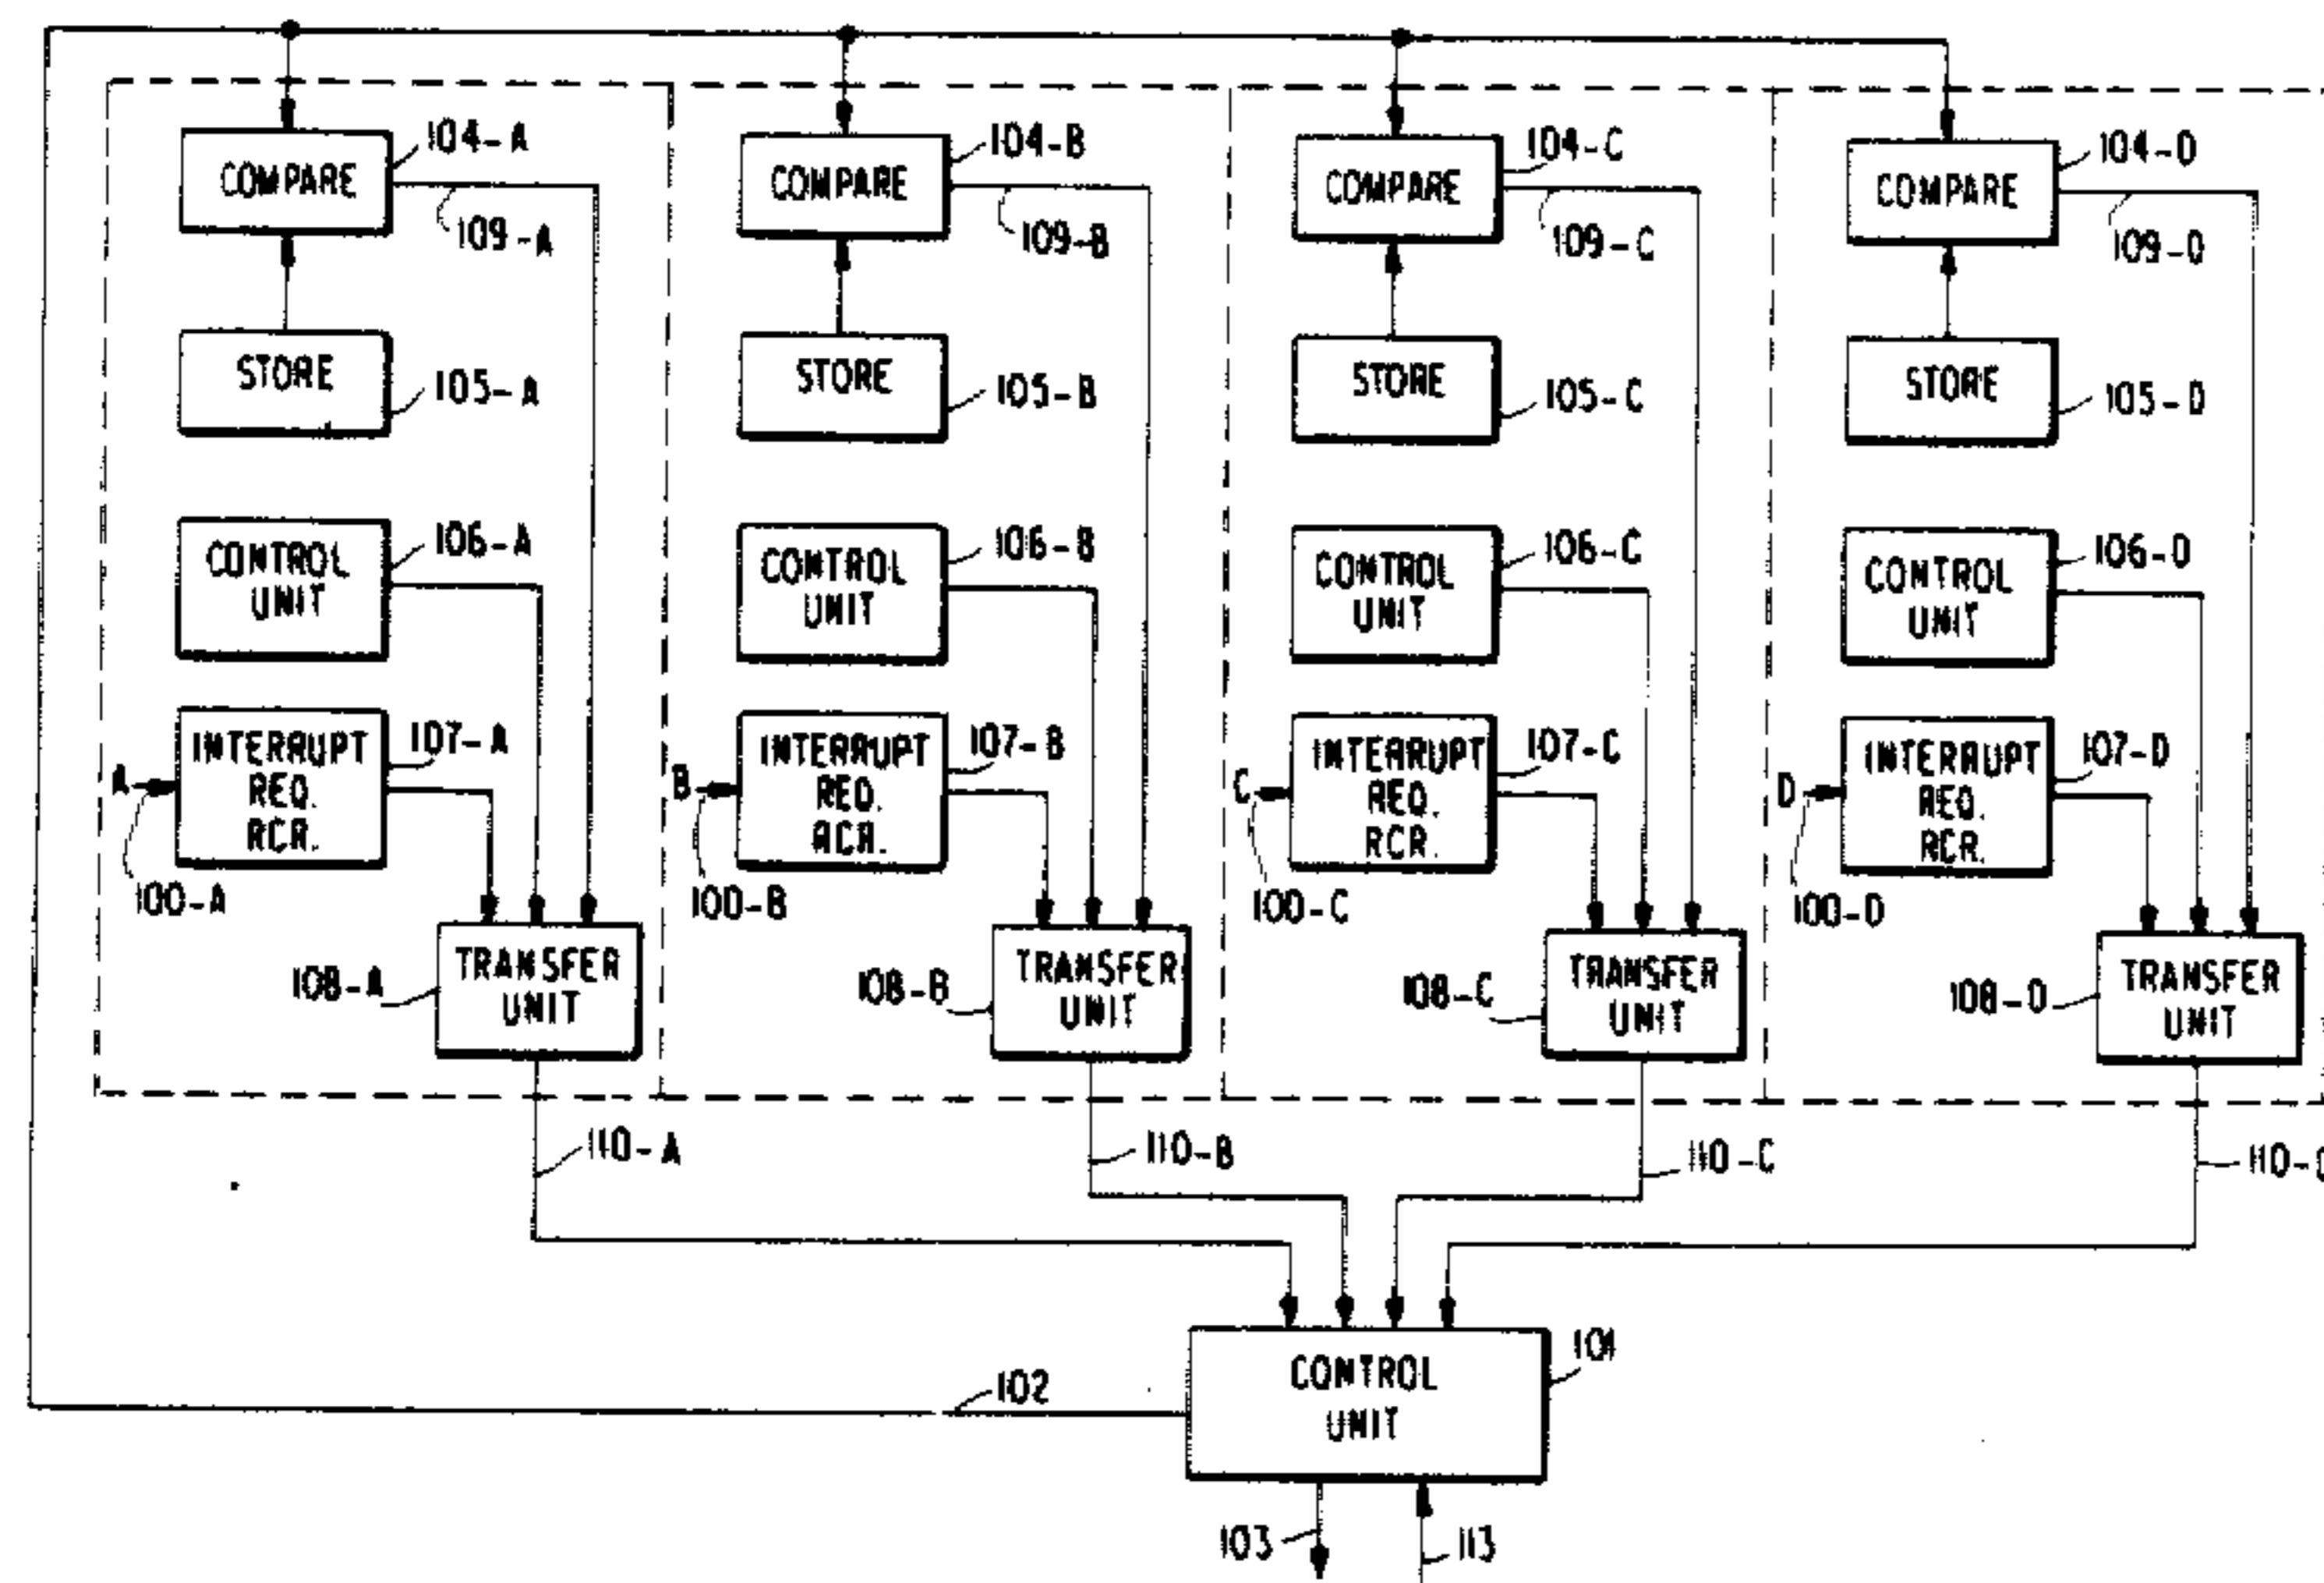 104-A
104-B
104-C
104-D
COMPARE
COMPARE
COMPARE
COMPARE
109-A
109-B
109-C
109-D
STORE
STORE
STORE
STORE
105-A
105-B
105-C
105-D
106-A
106-B
106-C
106-D
CONTROL
UNIT
CONTROL
UNIT
CONTROL
UNIT
CONTROL
UNIT
107-A
107-B
107-C
107-D
A
INTERRUPT
REQ.
RCR.
B
INTERRUPT
REQ.
RCR.
C
INTERRUPT
REQ.
RCR.
D
INTERRUPT
REQ.
RCR.
100-A
100-B
100-C
100-D
108-A
TRANSFER
UNIT
108-B
TRANSFER
UNIT
108-C
TRANSFER
UNIT
108-D
TRANSFER
UNIT
110-A
110-B
110-C
110-D
101
CONTROL
UNIT
102
103
113